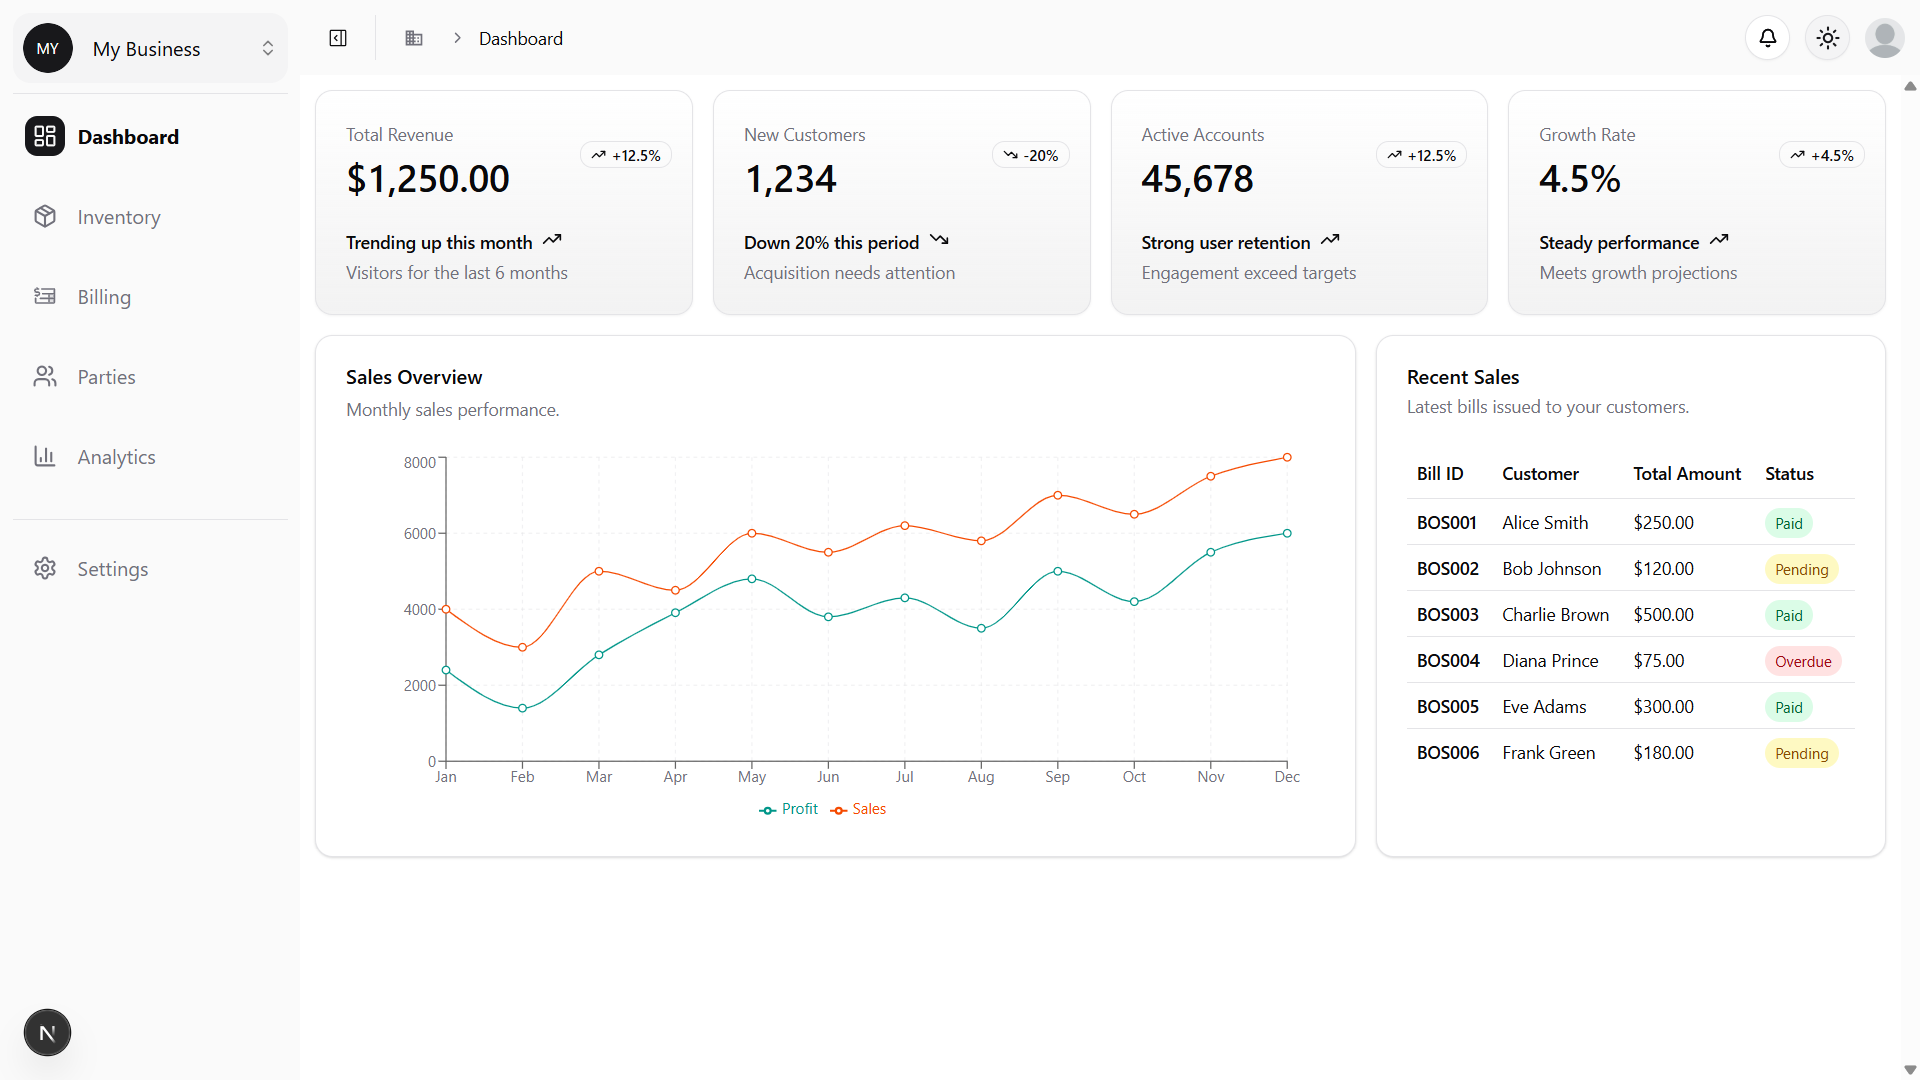 MY
My Business
Dashboard
Inventory
Billing
Parties
Analytics
Settings
N
Dashboard
Total Revenue
$1,250.00
+12.5%
Trending up this month
Visitors for the last 6 months
New Customers
1,234
-20%
Down 20% this period
Acquisition needs attention
Active Accounts
45,678
+12.5%
Strong user retention
Engagement exceed targets
Growth Rate
4.5%
+4.5%
Steady performance
Meets growth projections
Sales Overview
Monthly sales performance.
8000
6000
4000
2000
0
Jan Feb Mar Apr May Jun Jul Aug Sep Oct Nov Dec
Profit Sales
Recent Sales
Latest bills issued to your customers.
Bill ID Customer Total Amount Status
BOS001 Alice Smith $250.00 Paid
BOS002 Bob Johnson $120.00 Pending
BOS003 Charlie Brown $500.00 Paid
BOS004 Diana Prince $75.00 Overdue
BOS005 Eve Adams $300.00 Paid
BOS006 Frank Green $180.00 Pending